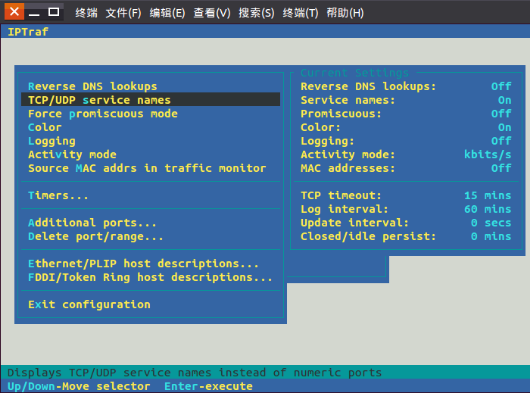 终端 文件(F) 编辑(E) 查看(V) 搜索(S) 终端(T) 帮助(H)
IPTraf
Reverse DNS lookups
TCP/UDP service names
Force promiscuous mode
Color
Logging
Activity mode
Source MAC addrs in traffic monitor
Timers...
Additional ports...
Delete port/range...
Ethernet/PLIP host descriptions...
FDDI/Token Ring host descriptions...
Exit configuration
Current Settings
Reverse DNS lookups: Off
Service names: On
Promiscuous: Off
Color: On
Logging: Off
Activity mode: kbits/s
MAC addresses: Off
TCP timeout: 15 mins
Log interval: 60 mins
Update interval: 0 secs
Closed/idle persist: 0 mins
Displays TCP/UDP service names instead of numeric ports
Up/Down-Move selector Enter-execute